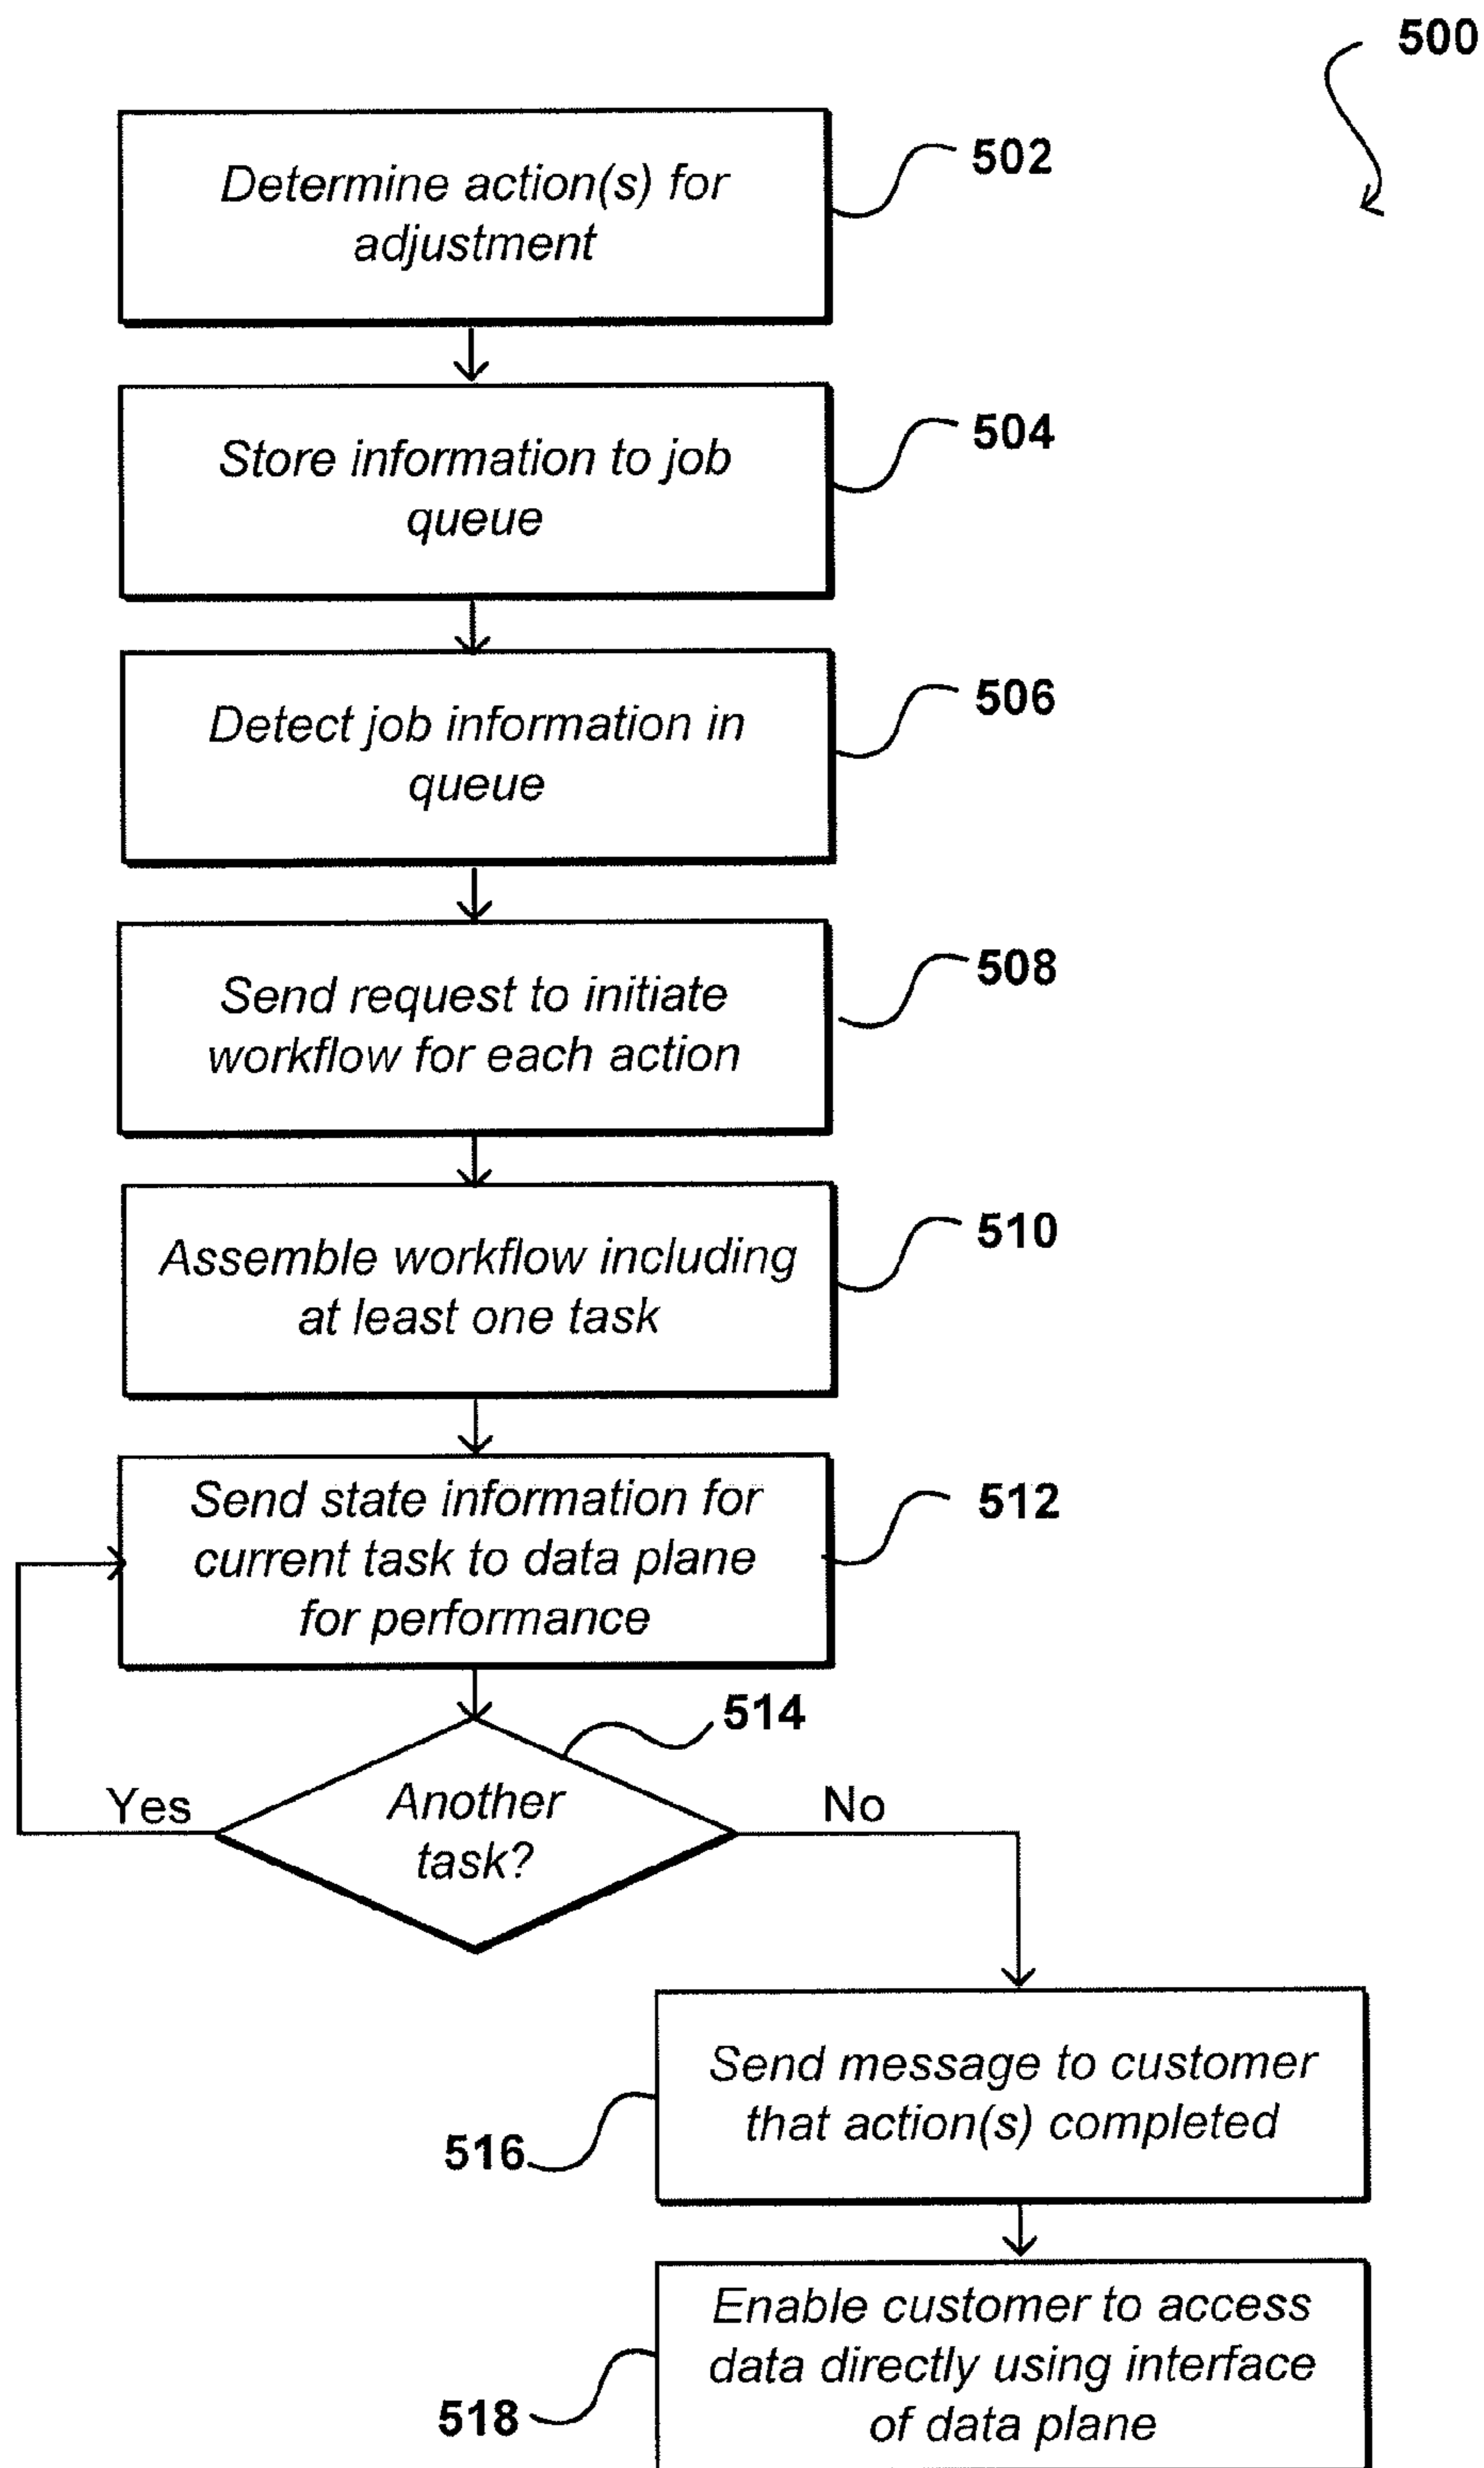 500
Determine action(s) for
adjustment
502
Store information to job
queue
504
Detect job information in
queue
506
Send request to initiate
workflow for each action
508
Assemble workflow including
at least one task
510
Send state information for
current task to data plane
for performance
512
514
Another
task?
Yes
No
Send message to customer
that action(s) completed
516
Enable customer to access
data directly using interface
of data plane
518